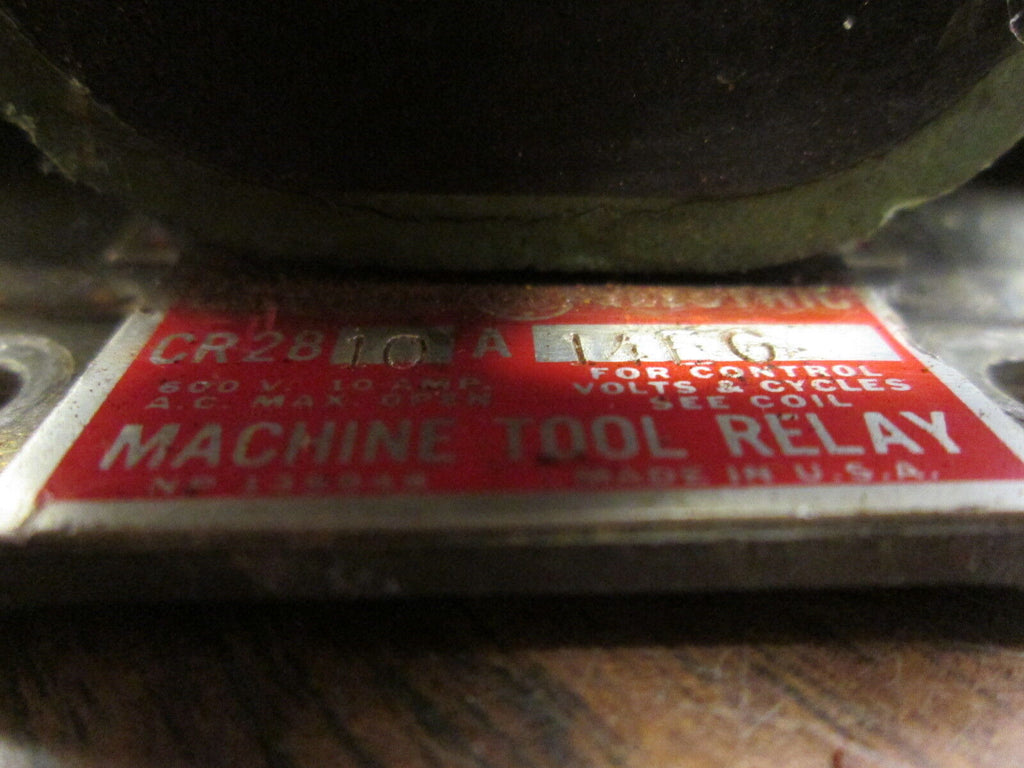 ELECTRIC
CR28 10 A 14FG
600 V. 10 AMP.
A.C. MAX OPEN
FOR CONTROL
VOLTS & CYCLES
SEE COIL
MACHINE TOOL RELAY
NP MADE IN U.S.A.